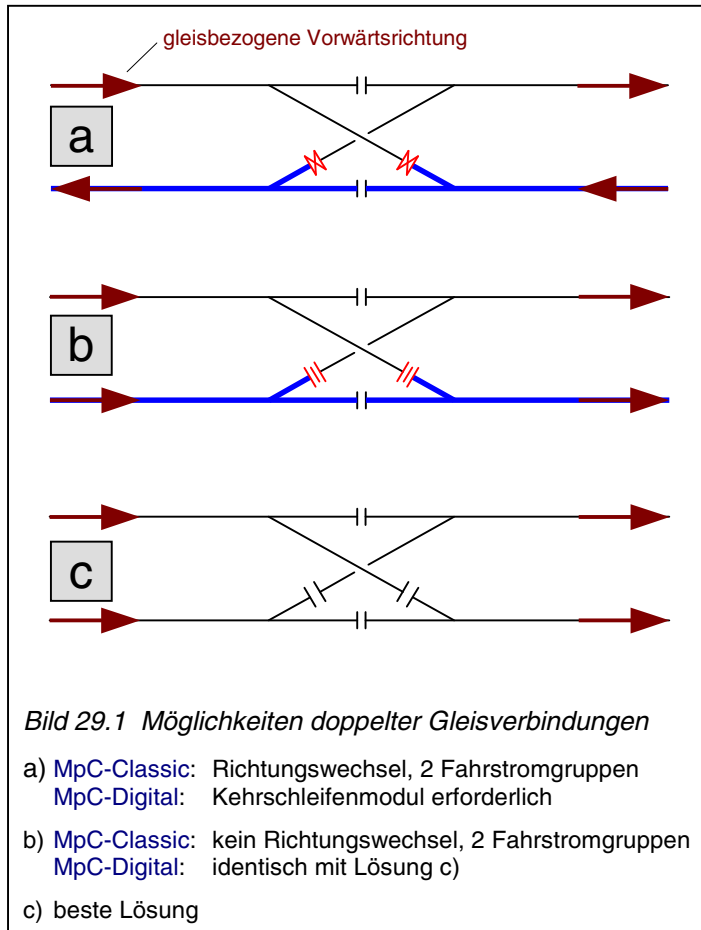 gleisbezogene Vorwärtsrichtung
a
b
c
Bild 29.1 Möglichkeiten doppelter Gleisverbindungen
a) MpC-Classic: Richtungswechsel, 2 Fahrstromgruppen
MpC-Digital: Kehrschleifenmodul erforderlich
b) MpC-Classic: kein Richtungswechsel, 2 Fahrstromgruppen
MpC-Digital: identisch mit Lösung c)
c) beste Lösung